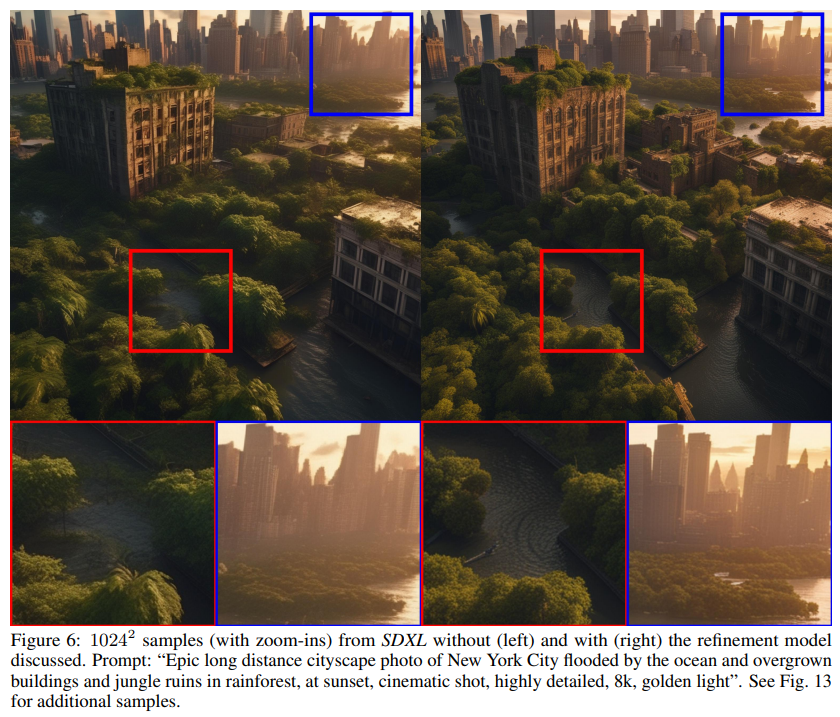 Figure 6: 1024² samples (with zoom-ins) from SDXL without (left) and with (right) the refinement model
discussed. Prompt: “Epic long distance cityscape photo of New York City flooded by the ocean and overgrown
buildings and jungle ruins in rainforest, at sunset, cinematic shot, highly detailed, 8k, golden light”. See Fig. 13
for additional samples.